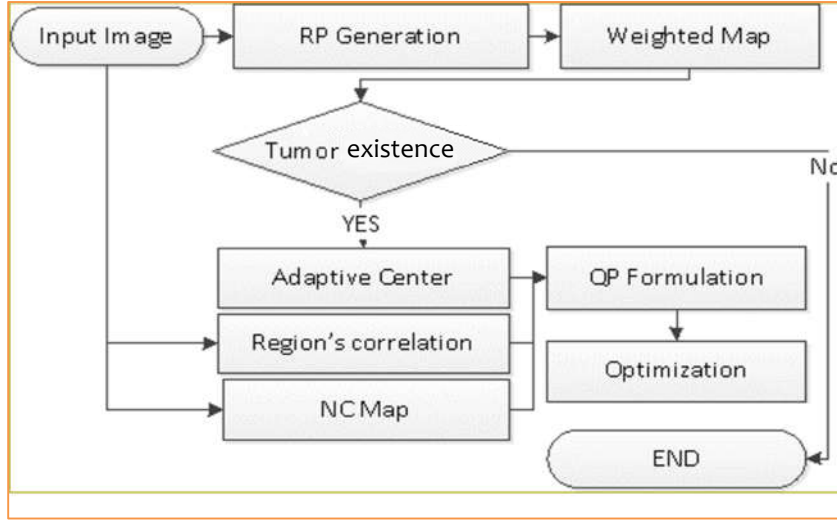 Input Image
RP Generation
Weighted Map
Tumor existence
No
YES
Adaptive Center
QP Formulation
Region's correlation
Optimization
NC Map
END